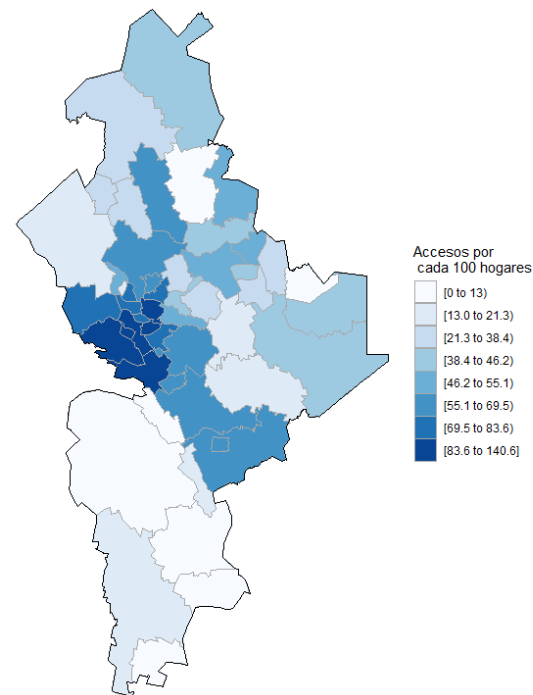 Accesos por
cada 100 hogares
[0 to 13)
[13.0 to 21.3)
[21.3 to 38.4)
[38.4 to 46.2)
[46.2 to 55.1)
[55.1 to 69.5)
[69.5 to 83.6)
[83.6 to 140.6]